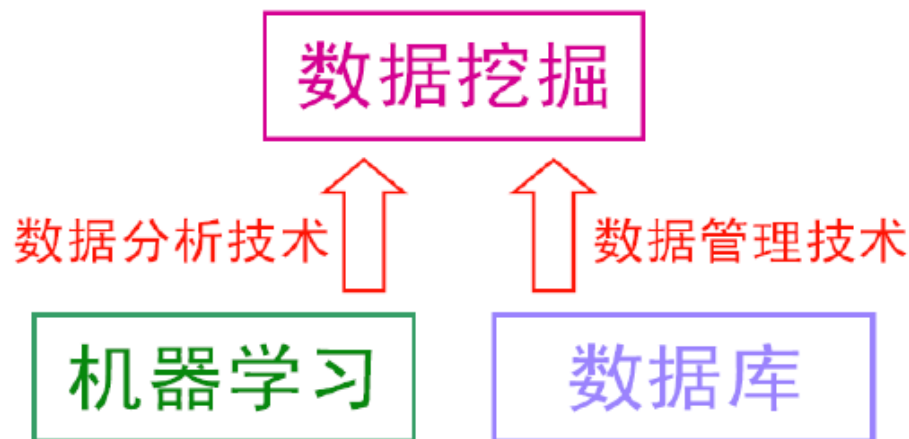 数据挖掘
数据分析技术
数据管理技术
机器学习
数据库